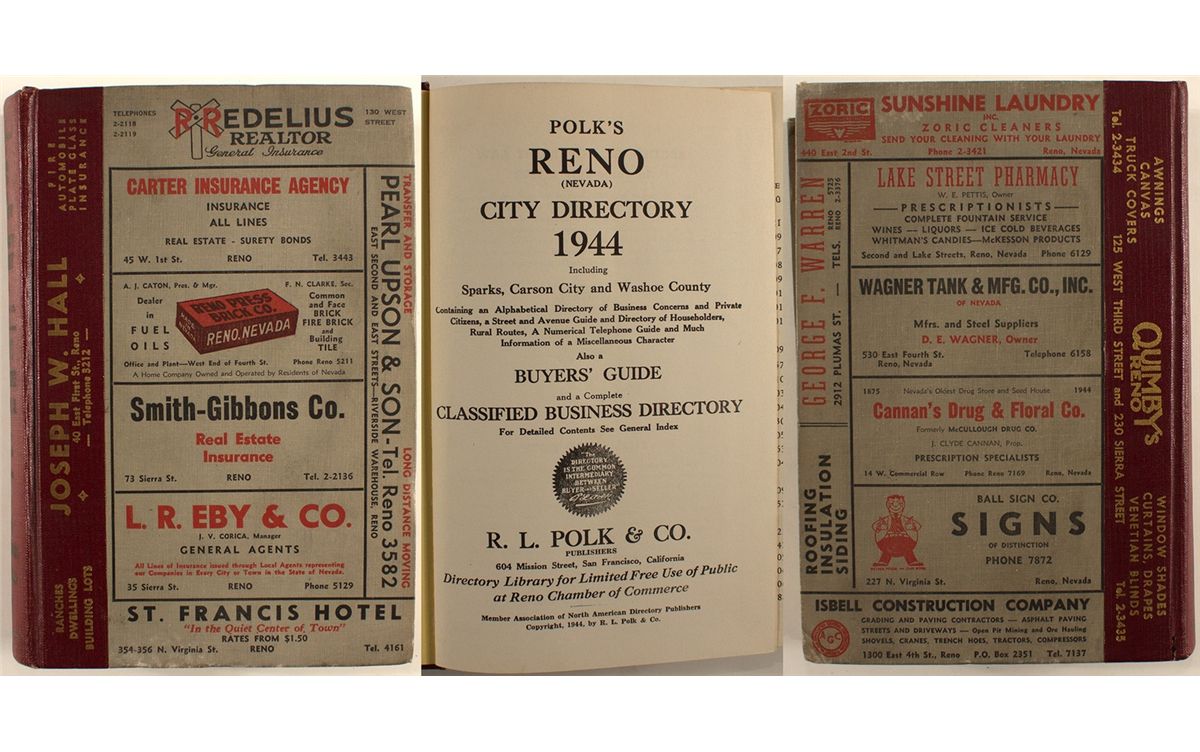 FIRE
AUTOMOBILE
PLATE GLASS
INSURANCE
JOSEPH W. HALL
40 East First St., Reno
Telephone 3212
RANCHES
DWELLINGS
BUILDING LOTS
TELEPHONES
2-2118
2-2119
REDELIUS
REALTOR
General Insurance
130 WEST
STREET
CARTER INSURANCE AGENCY
INSURANCE
ALL LINES
REAL ESTATE - SURETY BONDS
45 W. 1st St. RENO Tel. 3443
A. J. CATON, Pres. & Mgr. F. N. CLARKE, Sec.
Dealer
in
FUEL
OILS
RENO PRESS
BRICK CO.
RENO, NEVADA
MADE IN
NEVADA
Common
and Face
BRICK
FIRE BRICK
and
Building
TILE
Office and Plant—West End of Fourth St. Phone Reno 5211
A Home Company Owned and Operated by Residents of Nevada
Smith-Gibbons Co.
Real Estate
Insurance
73 Sierra St. RENO Tel. 2-2136
L. R. EBY & CO.
J. V. CORICA, Manager
GENERAL AGENTS
All Lines of Insurance issued through Local Agents representing
our Companies in Every City or Town in the State of Nevada.
35 Sierra St. RENO Phone 5129
TRANSFER AND STORAGE LONG DISTANCE MOVING
PEARL UPSON & SON-Tel. Reno 3582
EAST SECOND AND EAST STREETS—RIVERSIDE WAREHOUSE, RENO
ST. FRANCIS HOTEL
"In the Quiet Center of Town"
RATES FROM $1.50
354-356 N. Virginia St. RENO Tel. 4161
POLK'S
RENO
(NEVADA)
CITY DIRECTORY
1944
Including
Sparks, Carson City and Washoe County
Containing an Alphabetical Directory of Business Concerns and Private
Citizens, a Street and Avenue Guide and Directory of Householders,
Rural Routes, A Numerical Telephone Guide and Much
Information of a Miscellaneous Character
Also a
BUYERS' GUIDE
and a Complete
CLASSIFIED BUSINESS DIRECTORY
For Detailed Contents See General Index
The
DIRECTORY
IS THE COMMON
INTERMEDIARY
BETWEEN
BUYER and SELLER
R. L. POLK & CO.
PUBLISHERS
604 Mission Street, San Francisco, California
Directory Library for Limited Free Use of Public
at Reno Chamber of Commerce
Member Association of North American Directory Publishers
Copyright, 1944, by R. L. Polk & Co.
ZORIC
SUNSHINE LAUNDRY
INC.
ZORIC CLEANERS
SEND YOUR CLEANING WITH YOUR LAUNDRY
440 East 2nd St. Phone 2-3421 Reno, Nevada
GEORGE F. WARREN
2912 PLUMAS ST. — TELS. RENO 5725
RENO 2-3376
ROOFING
INSULATION
SIDING
LAKE STREET PHARMACY
W. E. PETTIS, Owner
—PRESCRIPTIONISTS—
COMPLETE FOUNTAIN SERVICE
WINES — LIQUORS — ICE COLD BEVERAGES
WHITMAN'S CANDIES—McKESSON PRODUCTS
Second and Lake Streets, Reno, Nevada Phone 6129
WAGNER TANK & MFG. CO., INC.
OF NEVADA
Mfrs. and Steel Suppliers
D. E. WAGNER, Owner
530 East Fourth St. Telephone 6158
Reno, Nevada
1875 Nevada's Oldest Drug Store and Seed House 1944
Cannan's Drug & Floral Co.
Formerly McCULLOUGH DRUG CO.
J. CLYDE CANNAN, Prop.
PRESCRIPTION SPECIALISTS
14 W. Commercial Row Phone Reno 7169 Reno, Nevada
BALL SIGN CO.
SIGNS
OF DISTINCTION
PHONE 7872
227 N. Virginia St. Reno, Nevada
ISBELL CONSTRUCTION COMPANY
AGC
GRADING AND PAVING CONTRACTORS — ASPHALT PAVING
STREETS AND DRIVEWAYS — Open Pit Mining and Ore Hauling
SHOVELS, CRANES, TRENCH HOES, TRACTORS, COMPRESSORS
1300 East 4th St., Reno P.O. Box 2351 Tel. 7137
AWNINGS
CANVAS
TRUCK COVERS
Tel. 2-3434
QUIMBY'S
RENO
125 WEST THIRD STREET and 230 SIERRA STREET
WINDOW SHADES
CURTAINS, DRAPES
VENETIAN BLINDS
Tel. 2-3435